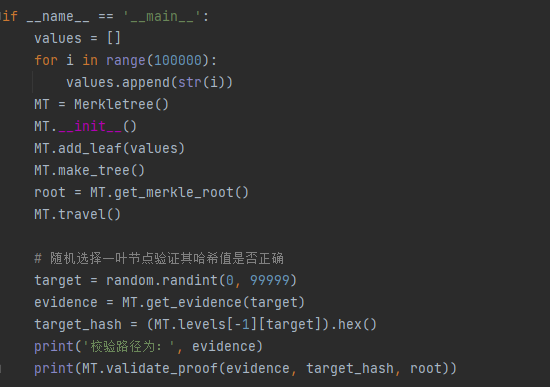 if __name__ == '__main__':
    values = []
    for i in range(100000):
        values.append(str(i))
    MT = Merkletree()
    MT.__init__()
    MT.add_leaf(values)
    MT.make_tree()
    root = MT.get_merkle_root()
    MT.travel()

    # 随机选择一叶节点验证其哈希值是否正确
    target = random.randint(0, 99999)
    evidence = MT.get_evidence(target)
    target_hash = (MT.levels[-1][target]).hex()
    print('校验路径为：', evidence)
    print(MT.validate_proof(evidence, target_hash, root))